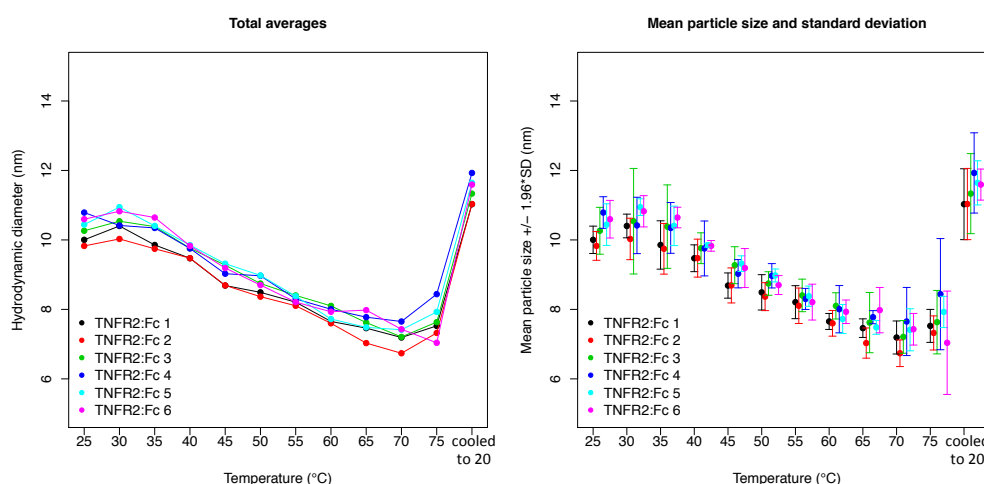 Total averages
Hydrodynamic diameter (nm)
14
12
10
8
6
TNFR2:Fc 1
TNFR2:Fc 2
TNFR2:Fc 3
TNFR2:Fc 4
TNFR2:Fc 5
TNFR2:Fc 6
25 30 35 40 45 50 55 60 65 70 75 cooled
to 20
Temperature (°C)
Mean particle size and standard deviation
Mean particle size +/− 1.96*SD (nm)
14
12
10
8
6
TNFR2:Fc 1
TNFR2:Fc 2
TNFR2:Fc 3
TNFR2:Fc 4
TNFR2:Fc 5
TNFR2:Fc 6
25 30 35 40 45 50 55 60 65 70 75 cooled
to 20
Temperature (°C)